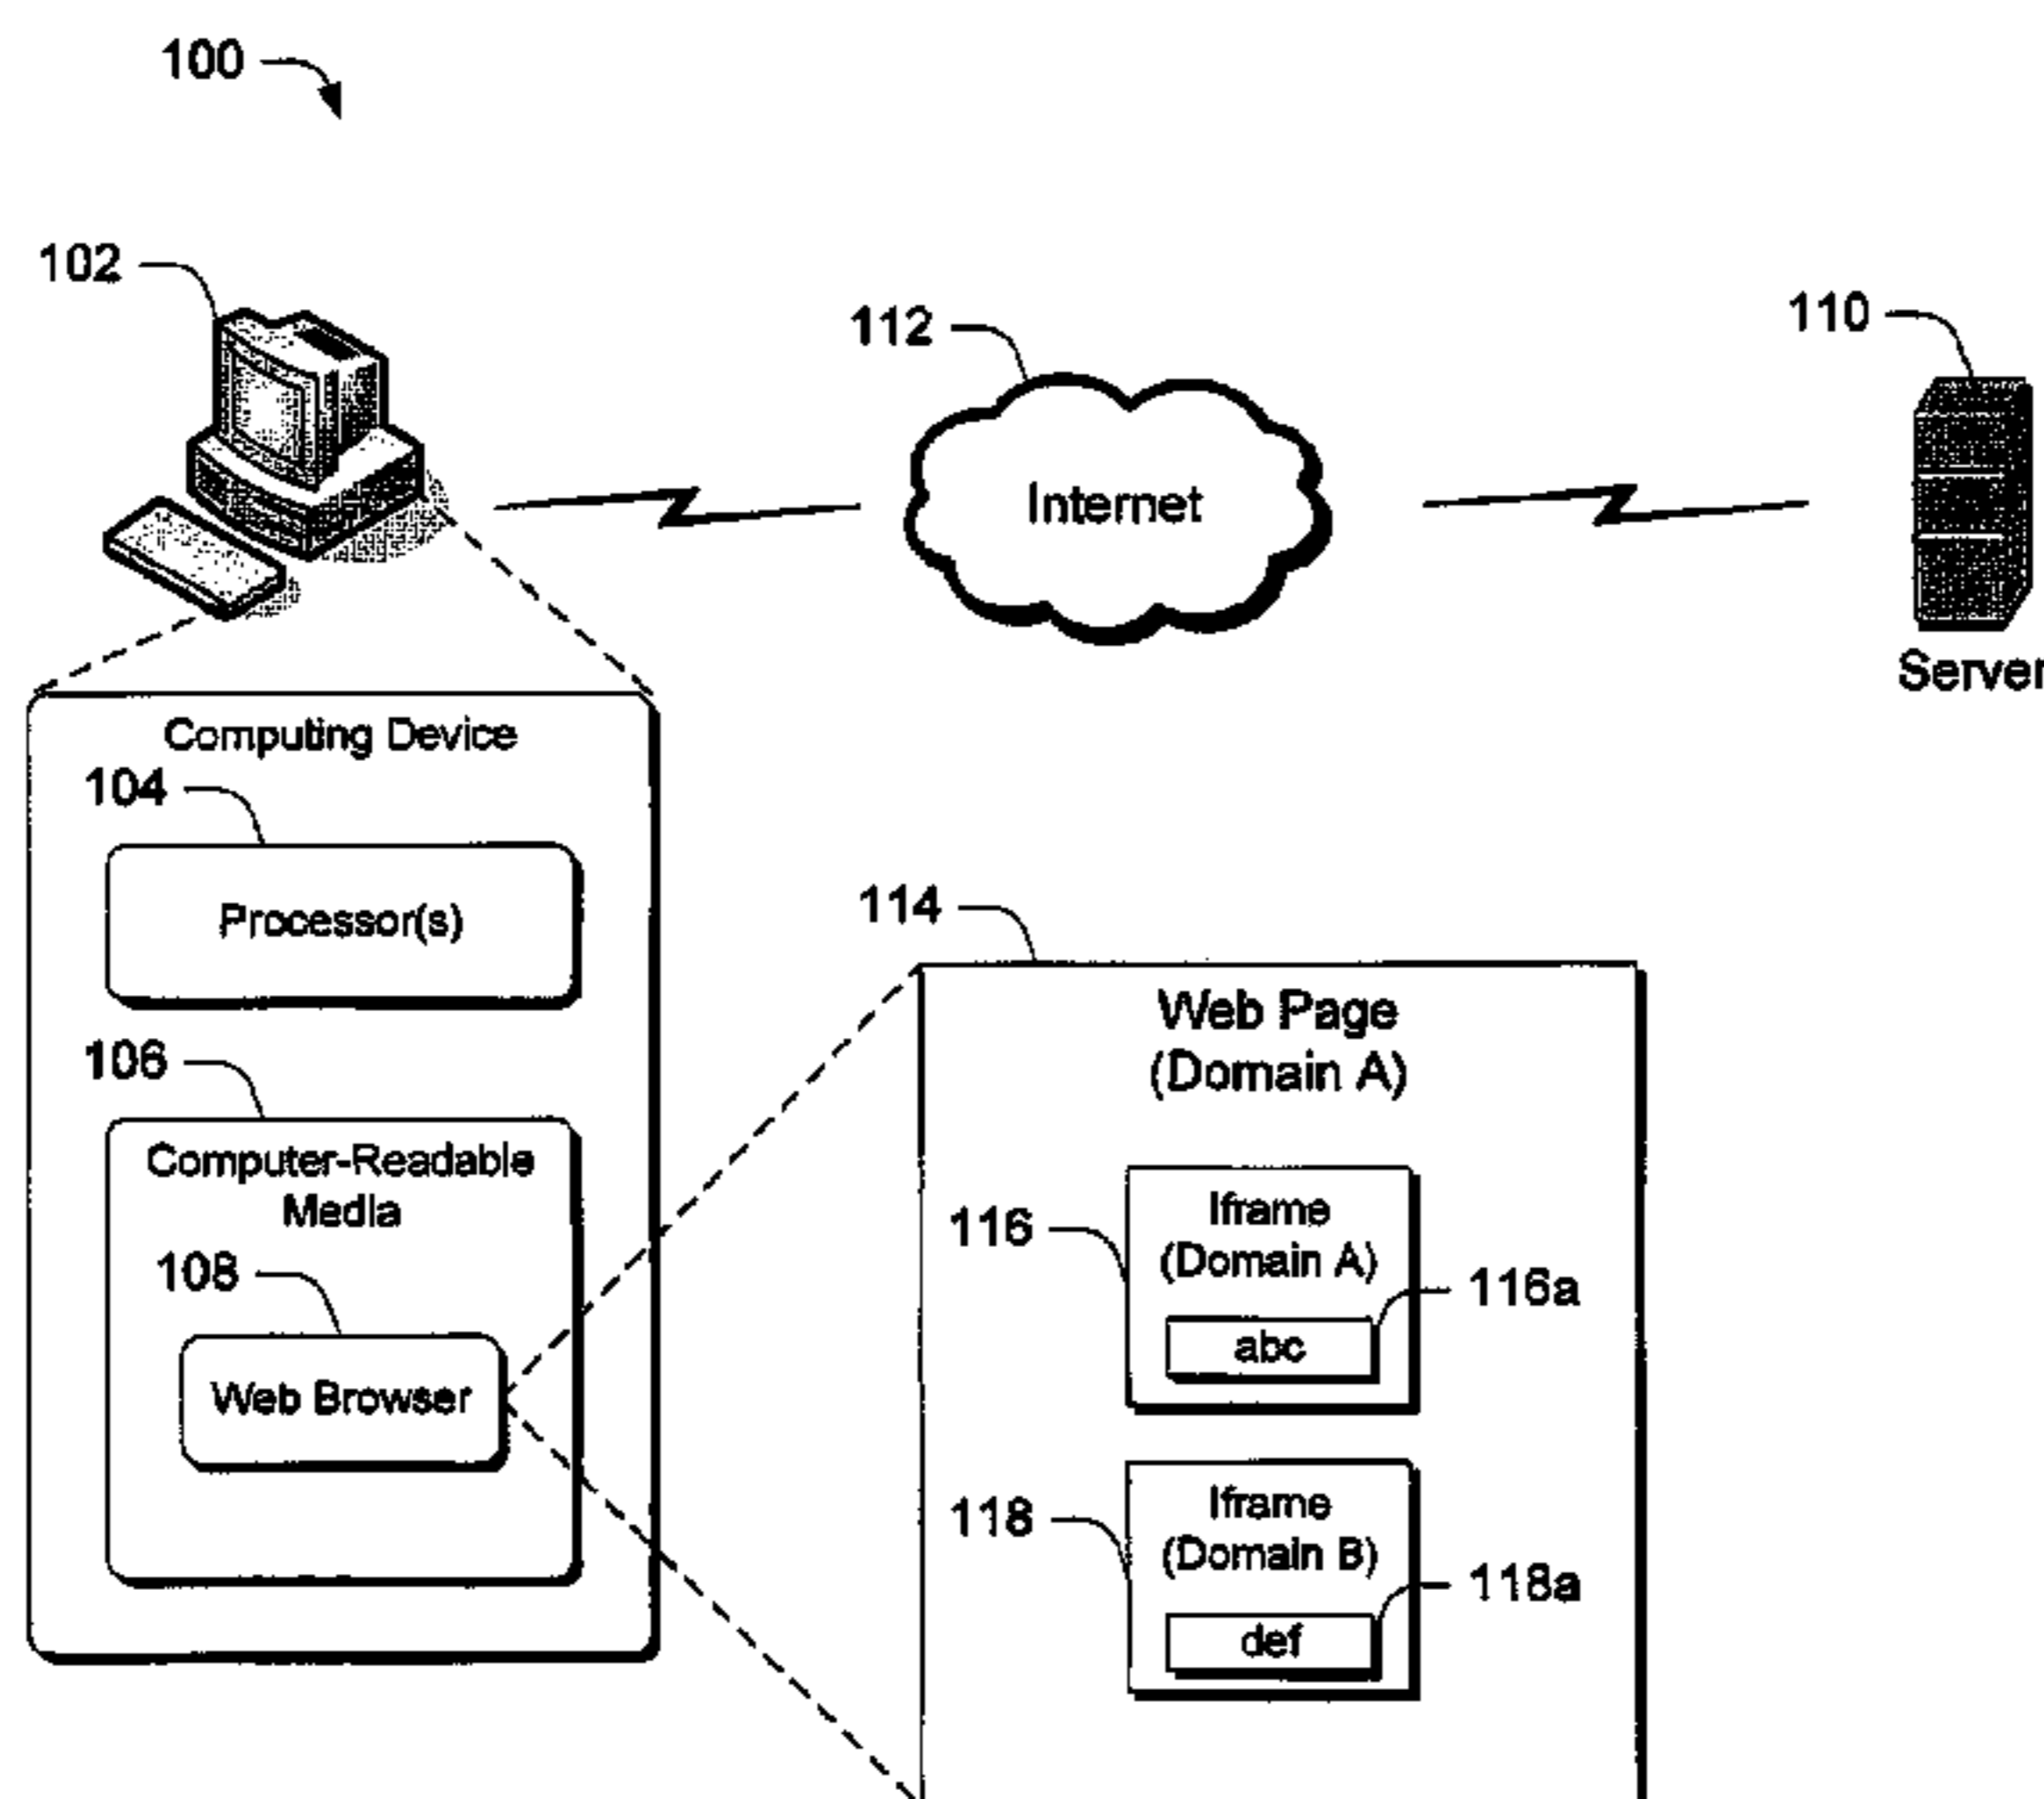 100
102
112
110
Internet
Server
Computing Device
104
Processor(s)
114
Web Page
(Domain A)
106
Computer-Readable
Media
116
Iframe
(Domain A)
116a
108
abc
Web Browser
118
Iframe
(Domain B)
118a
def